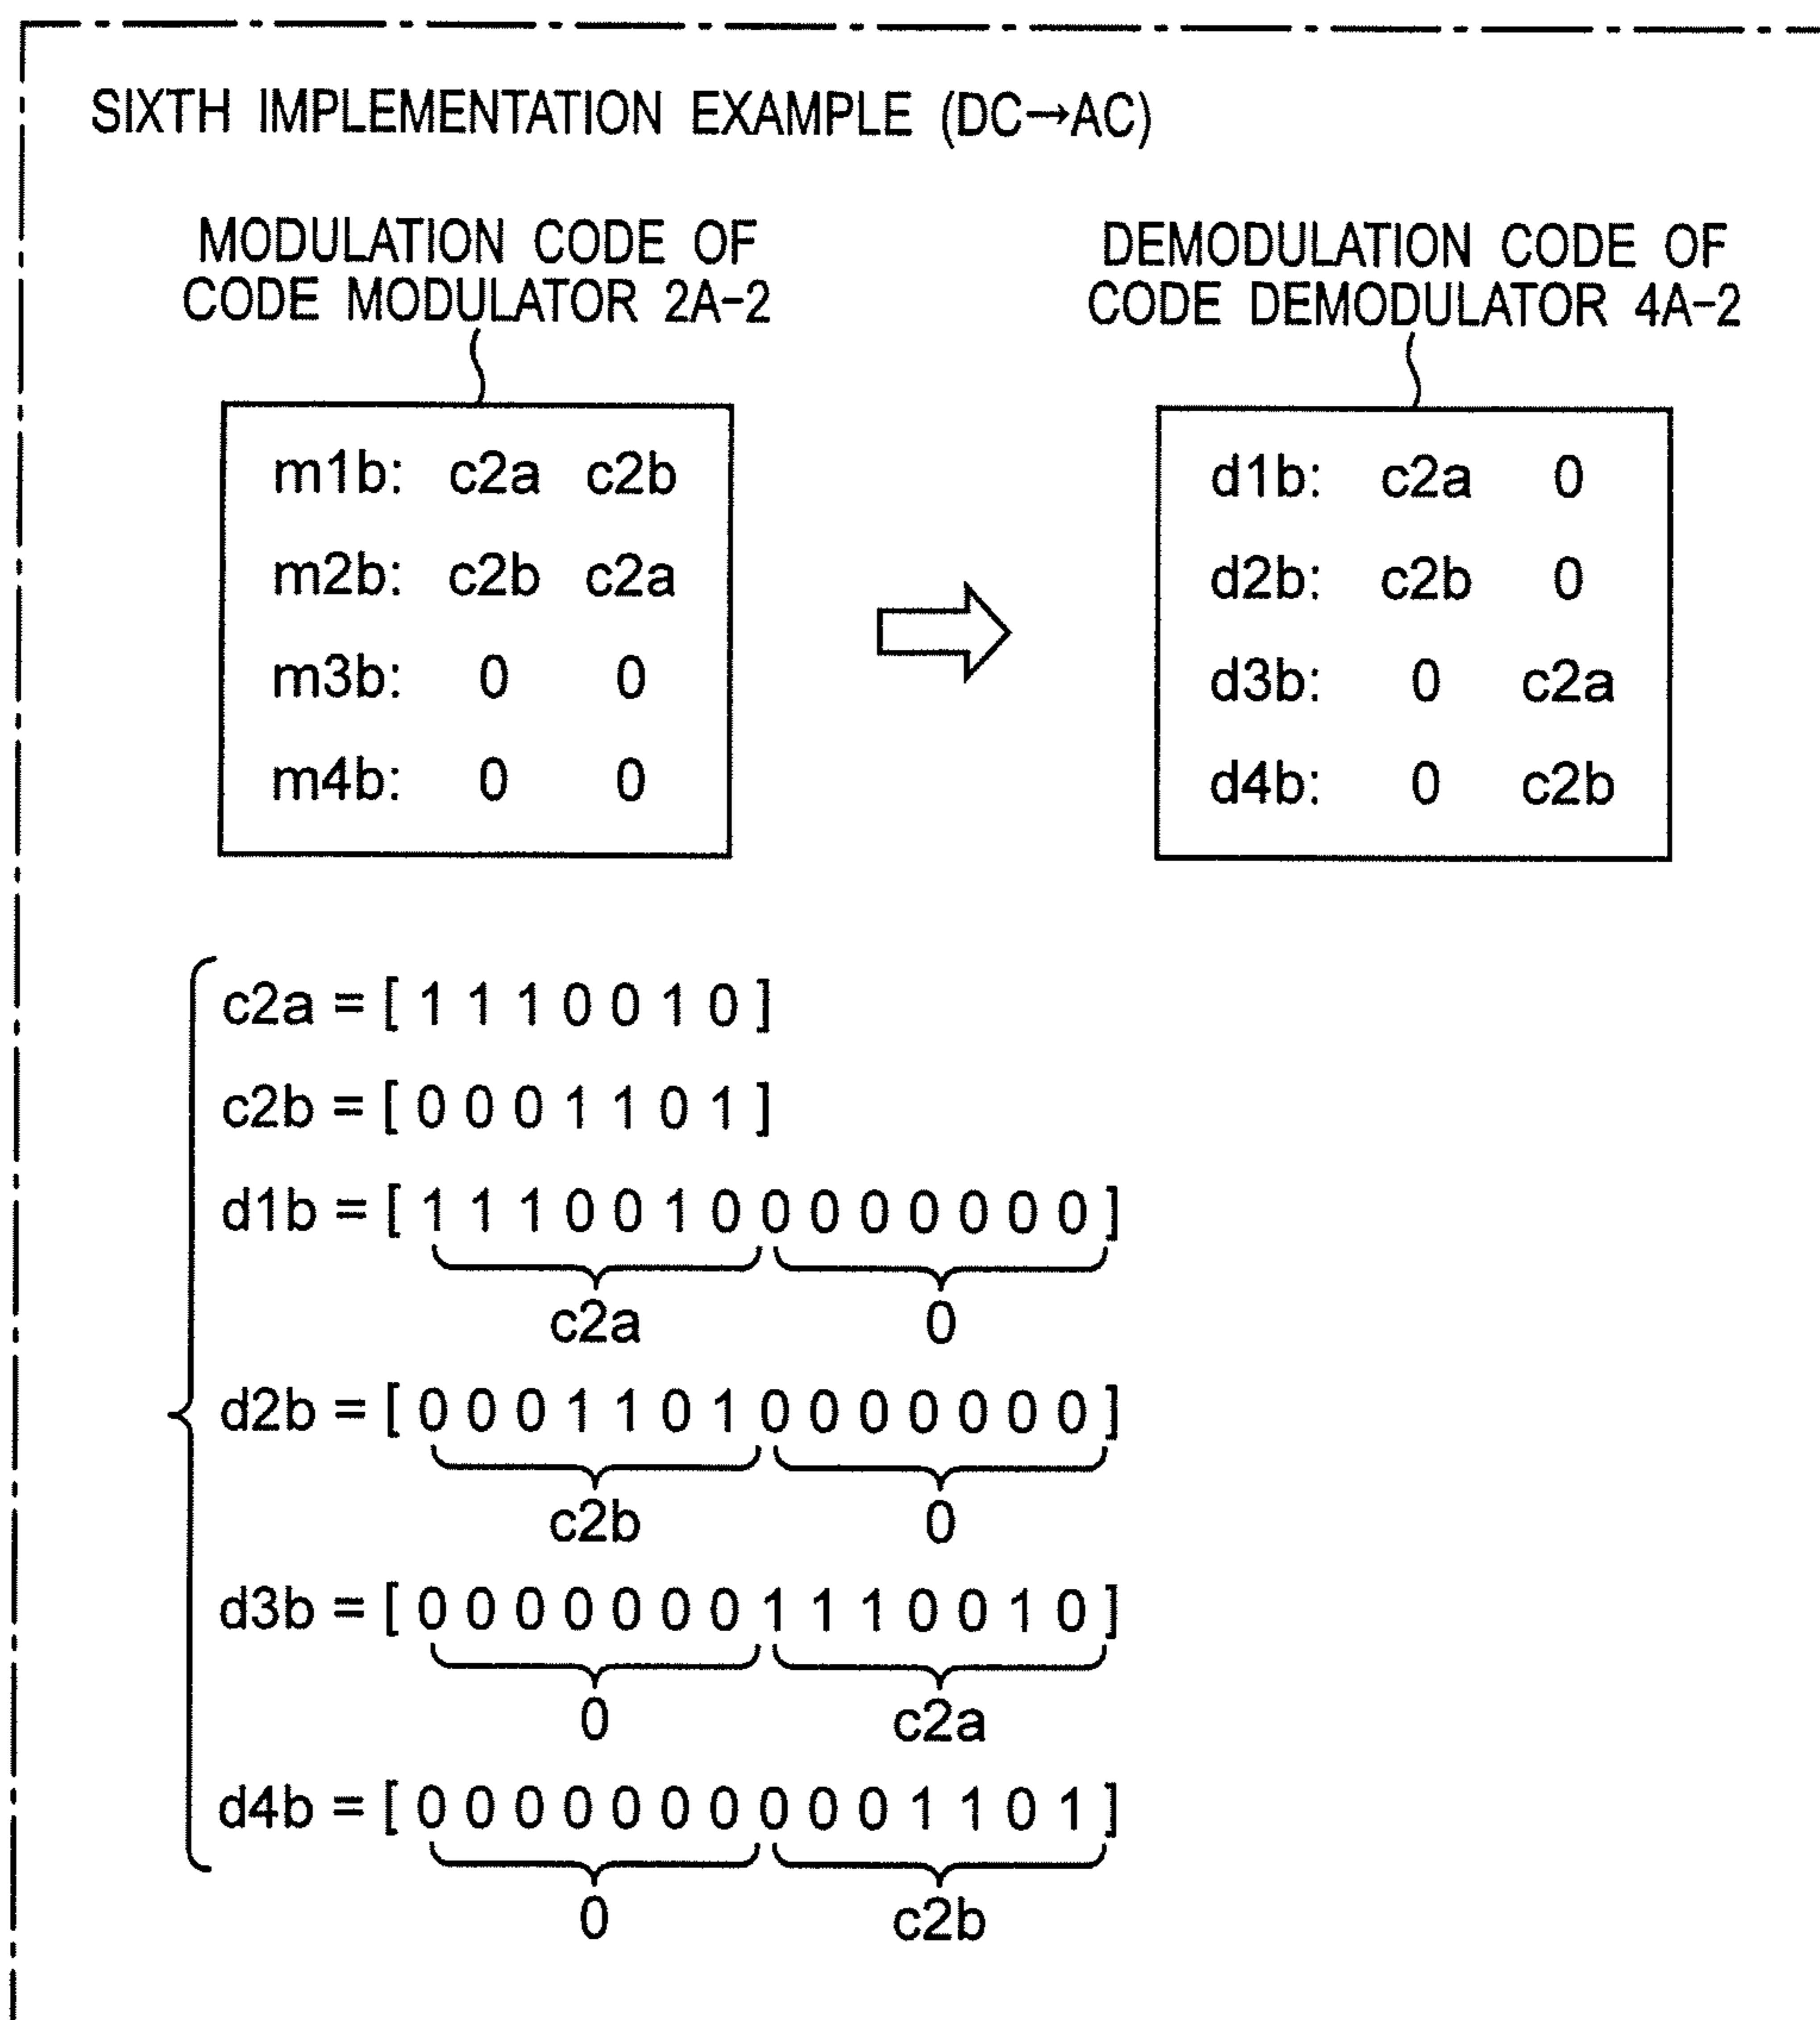 SIXTH IMPLEMENTATION EXAMPLE (DC→AC)
MODULATION CODE OF
CODE MODULATOR 2A-2
m1b: c2a c2b
m2b: c2b c2a
m3b: 0 0
m4b: 0 0
DEMODULATION CODE OF
CODE DEMODULATOR 4A-2
d1b: c2a 0
d2b: c2b 0
d3b: 0 c2a
d4b: 0 c2b
c2a = [ 1 1 1 0 0 1 0 ]
c2b = [ 0 0 0 1 1 0 1 ]
d1b = [ 1 1 1 0 0 1 0 0 0 0 0 0 0 0 ]
c2a 0
d2b = [ 0 0 0 1 1 0 1 0 0 0 0 0 0 0 ]
c2b 0
d3b = [ 0 0 0 0 0 0 0 1 1 1 0 0 1 0 ]
0 c2a
d4b = [ 0 0 0 0 0 0 0 0 0 0 1 1 0 1 ]
0 c2b